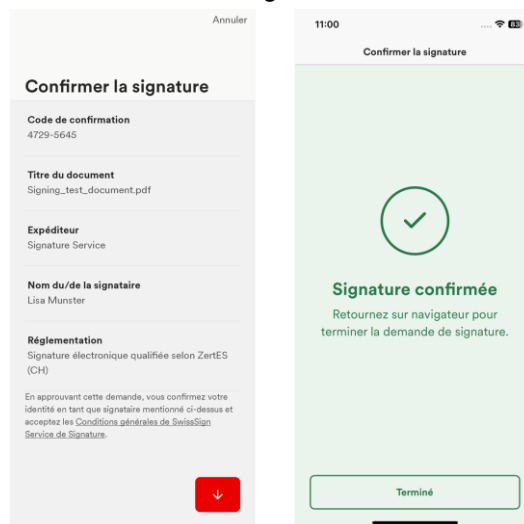 Annuler
Confirmer la signature
Code de confirmation
4729-5645
Titre du document
Signing_test_document.pdf
Expéditeur
Signature Service
Nom du/de la signataire
Lisa Munster
Réglementation
Signature électronique qualifiée selon ZertES
(CH)
En approuvant cette demande, vous confirmez votre
identité en tant que signataire mentionné ci-dessus et
acceptez les Conditions générales de SwissSign
Service de Signature.
11:00
Confirmer la signature
Signature confirmée
Retournez sur navigateur pour
terminer la demande de signature.
Terminé